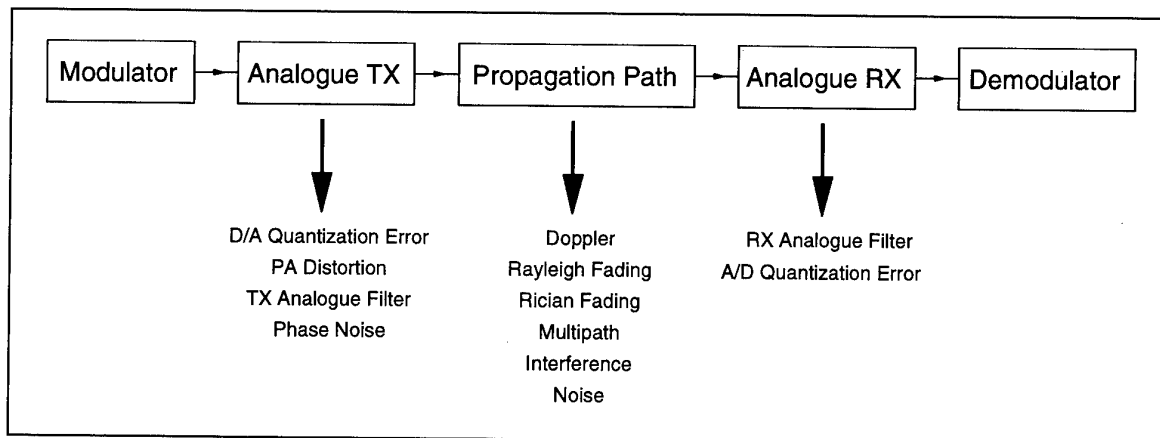 Modulator
Analogue TX
Propagation Path
Analogue RX
Demodulator
D/A Quantization Error
PA Distortion
TX Analogue Filter
Phase Noise
Doppler
Rayleigh Fading
Rician Fading
Multipath
Interference
Noise
RX Analogue Filter
A/D Quantization Error